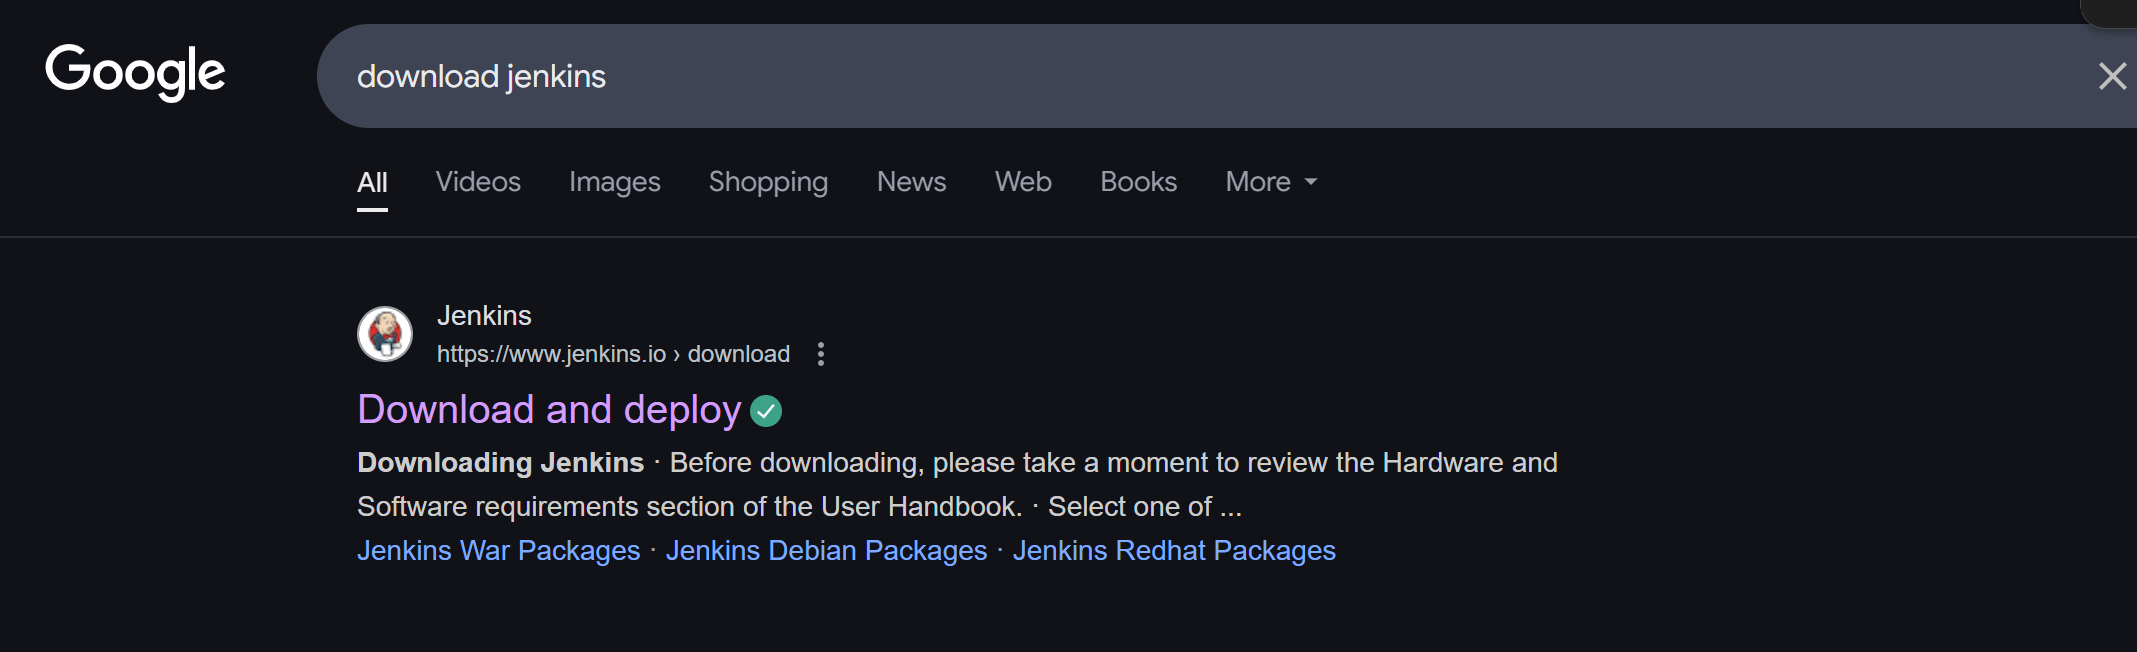 Google
download jenkins
All Videos Images Shopping News Web Books More
Jenkins
https://www.jenkins.io › download
Download and deploy
Downloading Jenkins · Before downloading, please take a moment to review the Hardware and
Software requirements section of the User Handbook. · Select one of ...
Jenkins War Packages · Jenkins Debian Packages · Jenkins Redhat Packages